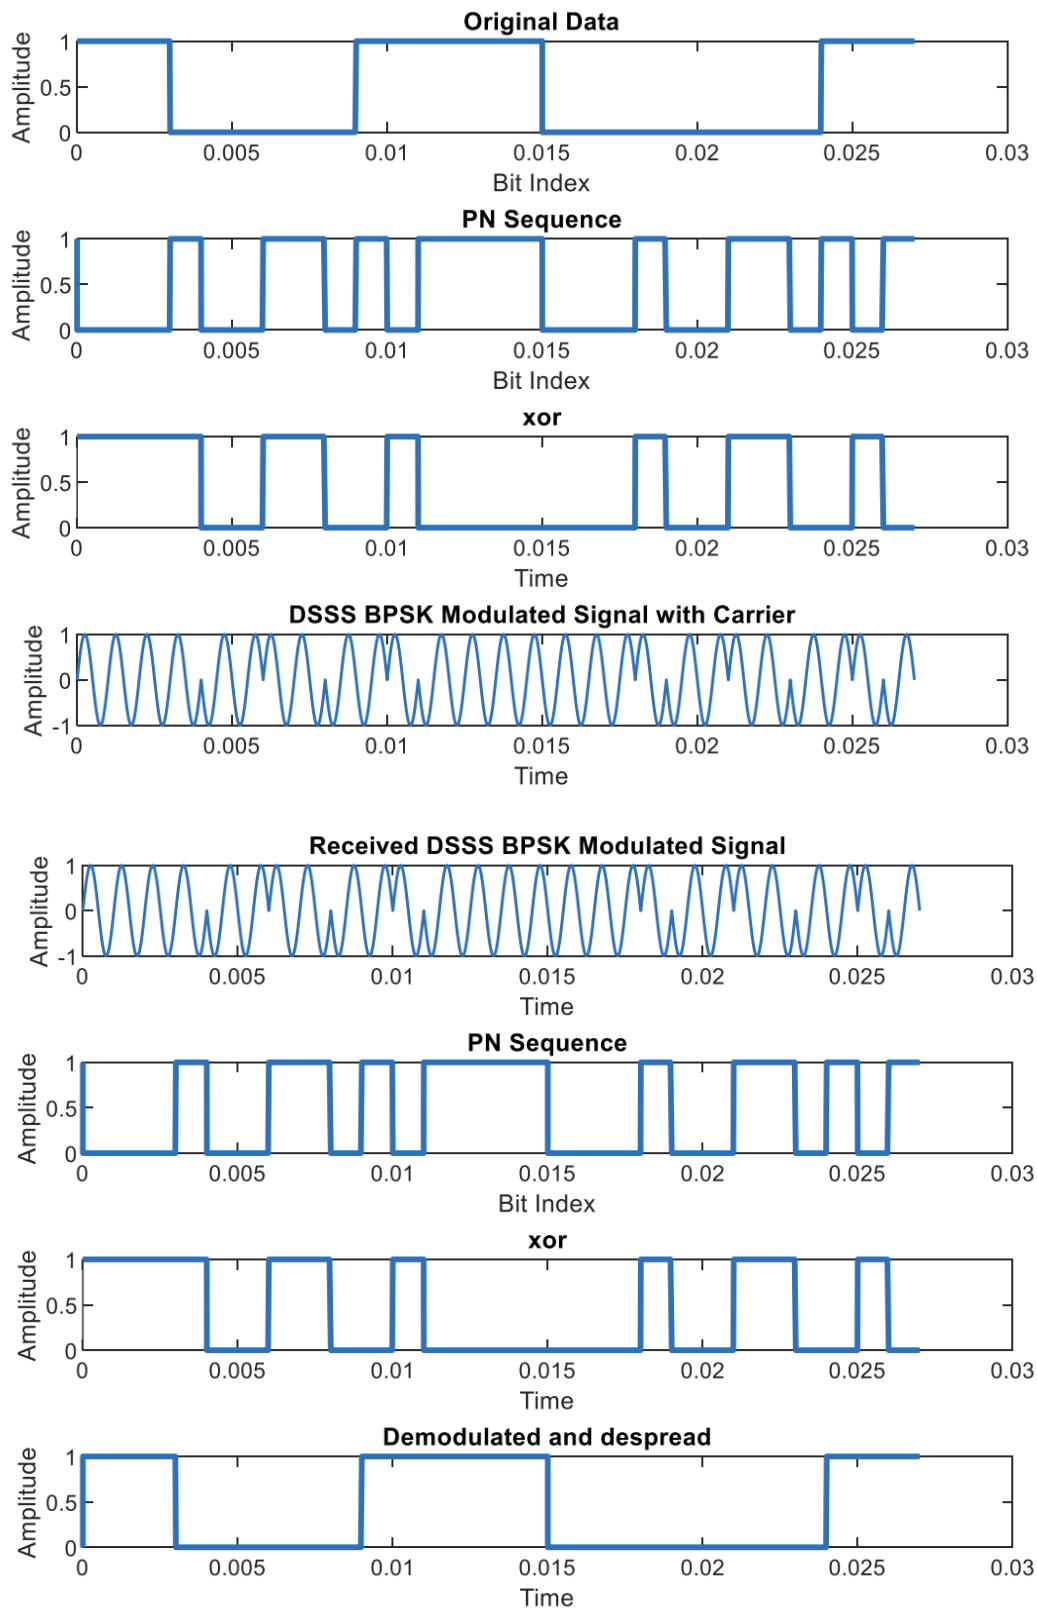 Original Data
Amplitude
1
0.5
0
0 0.005 0.01 0.015 0.02 0.025 0.03
Bit Index
PN Sequence
Amplitude
1
0.5
0
0 0.005 0.01 0.015 0.02 0.025 0.03
Bit Index
xor
Amplitude
1
0.5
0
0 0.005 0.01 0.015 0.02 0.025 0.03
Time
DSSS BPSK Modulated Signal with Carrier
Amplitude
1
0
-1
0 0.005 0.01 0.015 0.02 0.025 0.03
Time
Received DSSS BPSK Modulated Signal
Amplitude
1
0
-1
0 0.005 0.01 0.015 0.02 0.025 0.03
Time
PN Sequence
Amplitude
1
0.5
0
0 0.005 0.01 0.015 0.02 0.025 0.03
Bit Index
xor
Amplitude
1
0.5
0
0 0.005 0.01 0.015 0.02 0.025 0.03
Time
Demodulated and despread
Amplitude
1
0.5
0
0 0.005 0.01 0.015 0.02 0.025 0.03
Time